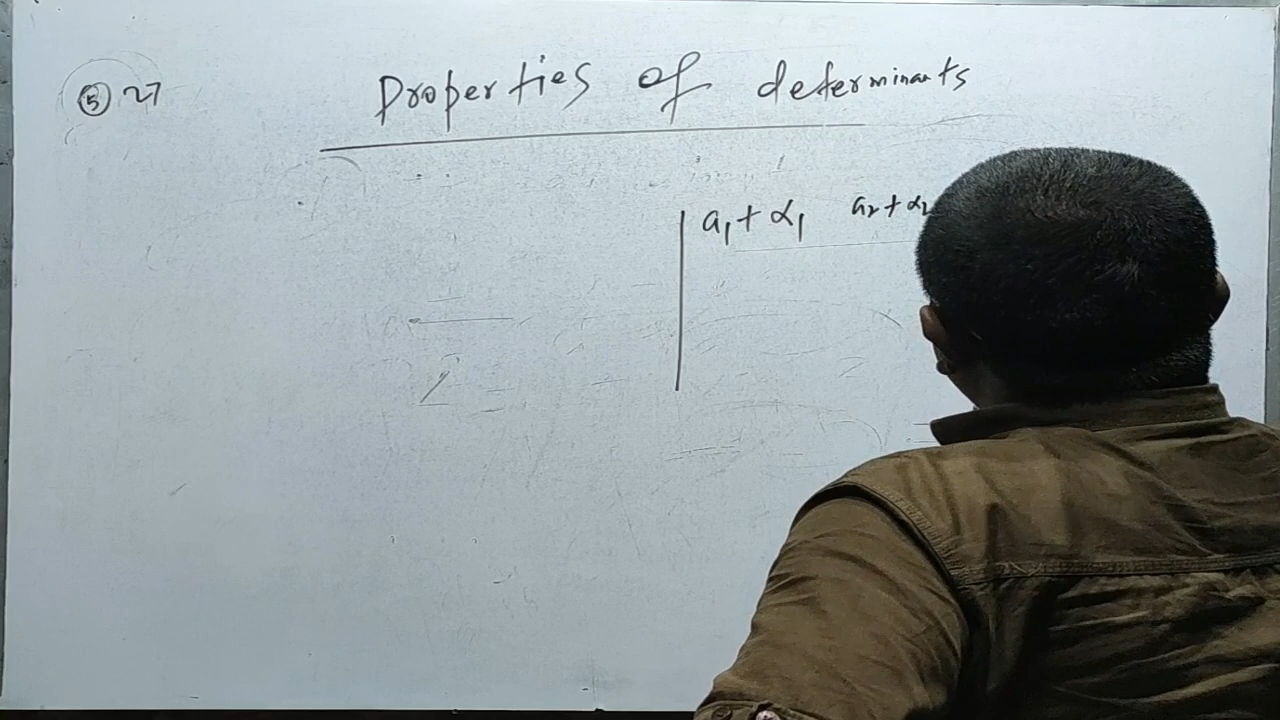 ⑤ 27 Properties of determinants
a₁ + α₁ a₂ + α₂